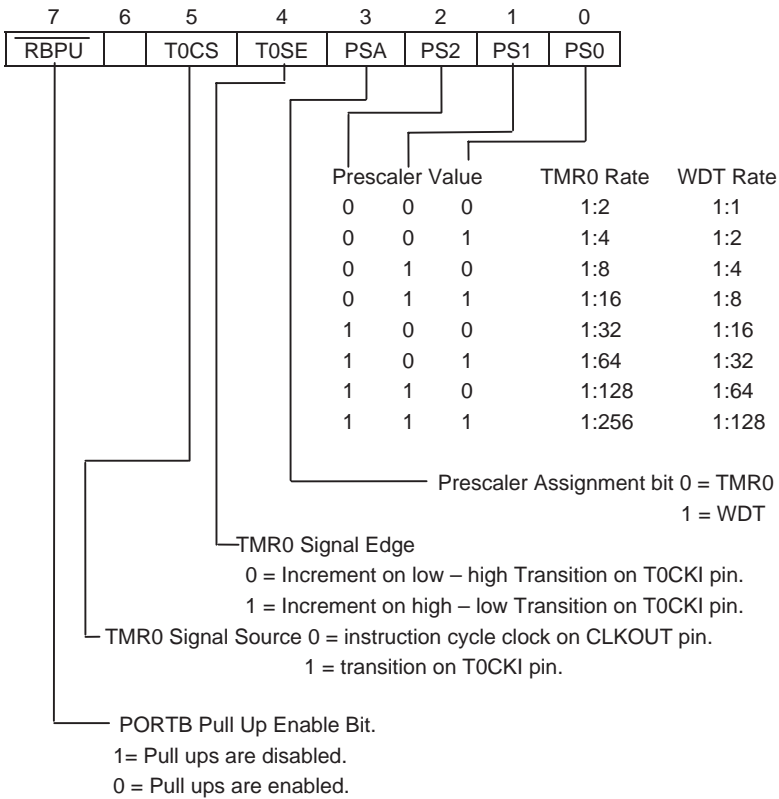 7 6 5 4 3 2 1 0
RBPU T0CS T0SE PSA PS2 PS1 PS0
Prescaler Value TMR0 Rate WDT Rate
0 0 0 1:2 1:1
0 0 1 1:4 1:2
0 1 0 1:8 1:4
0 1 1 1:16 1:8
1 0 0 1:32 1:16
1 0 1 1:64 1:32
1 1 0 1:128 1:64
1 1 1 1:256 1:128
Prescaler Assignment bit 0 = TMR0
1 = WDT
TMR0 Signal Edge
0 = Increment on low – high Transition on T0CKI pin.
1 = Increment on high – low Transition on T0CKI pin.
TMR0 Signal Source 0 = instruction cycle clock on CLKOUT pin.
1 = transition on T0CKI pin.
PORTB Pull Up Enable Bit.
1= Pull ups are disabled.
0 = Pull ups are enabled.